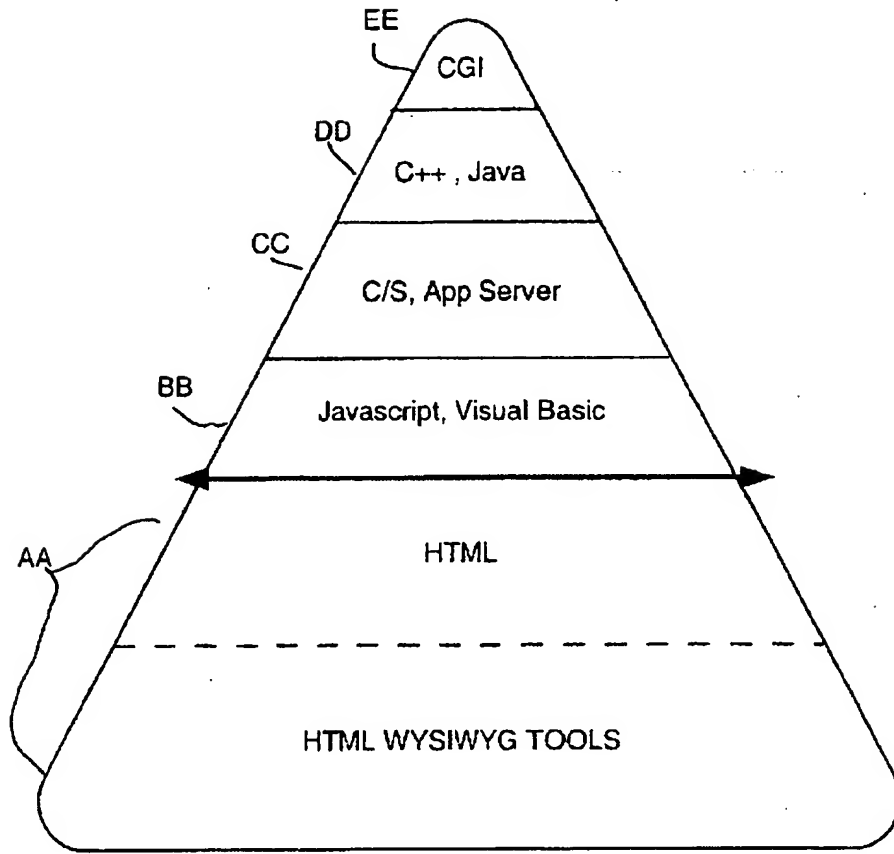 EE
CGI
DD
C++ , Java
CC
C/S, App Server
BB
Javascript, Visual Basic
AA
HTML
HTML WYSIWYG TOOLS